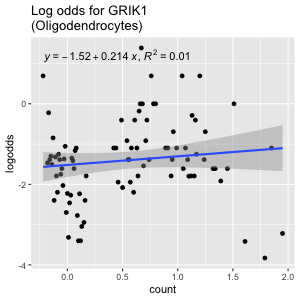 Log odds for GRIK1
(Oligodendrocytes)
y = −1.52 + 0.214 x, R² = 0.01
logodds
0
-2
-4
0.0 0.5 1.0 1.5 2.0
count